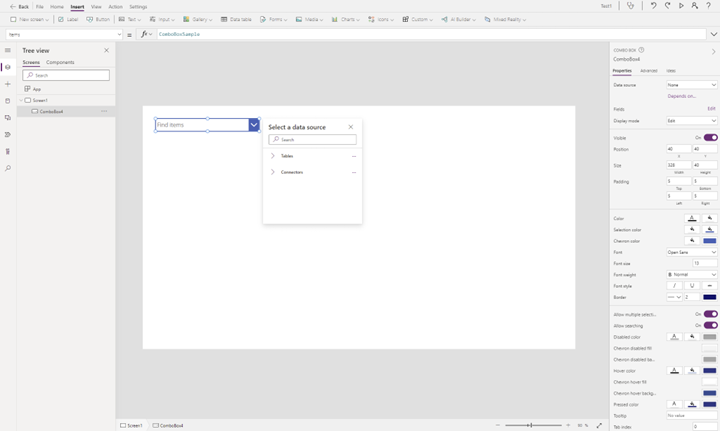 Back File Home Insert View Action Settings Test1
New screen Label Button Text Input Gallery Data table Forms Media Charts Icons Custom AI Builder Mixed Reality
Items = fx ComboBoxSample
Tree view
Screens Components
Search
App
Screen1
ComboBox4
Find items
Select a data source
Search
Tables
Connectors
COMBO BOX
ComboBox4
Properties Advanced Ideas
Data source None
Depends on...
Fields Edit
Display mode Edit
Visible On
Position 40 40
X Y
Size 328 40
Width Height
Padding 5 5
Top Bottom
5 5
Left Right
Color
Selection color
Chevron color
Font Open Sans
Font size 13
Font weight B Normal
Font style
Border 2
Allow multiple select... On
Allow searching On
Disabled color
Chevron disabled fill
Chevron disabled ba...
Hover color
Chevron hover fill
Chevron hover backg...
Pressed color
Tooltip No value
Tab index 0
Screen1 ComboBox4 %